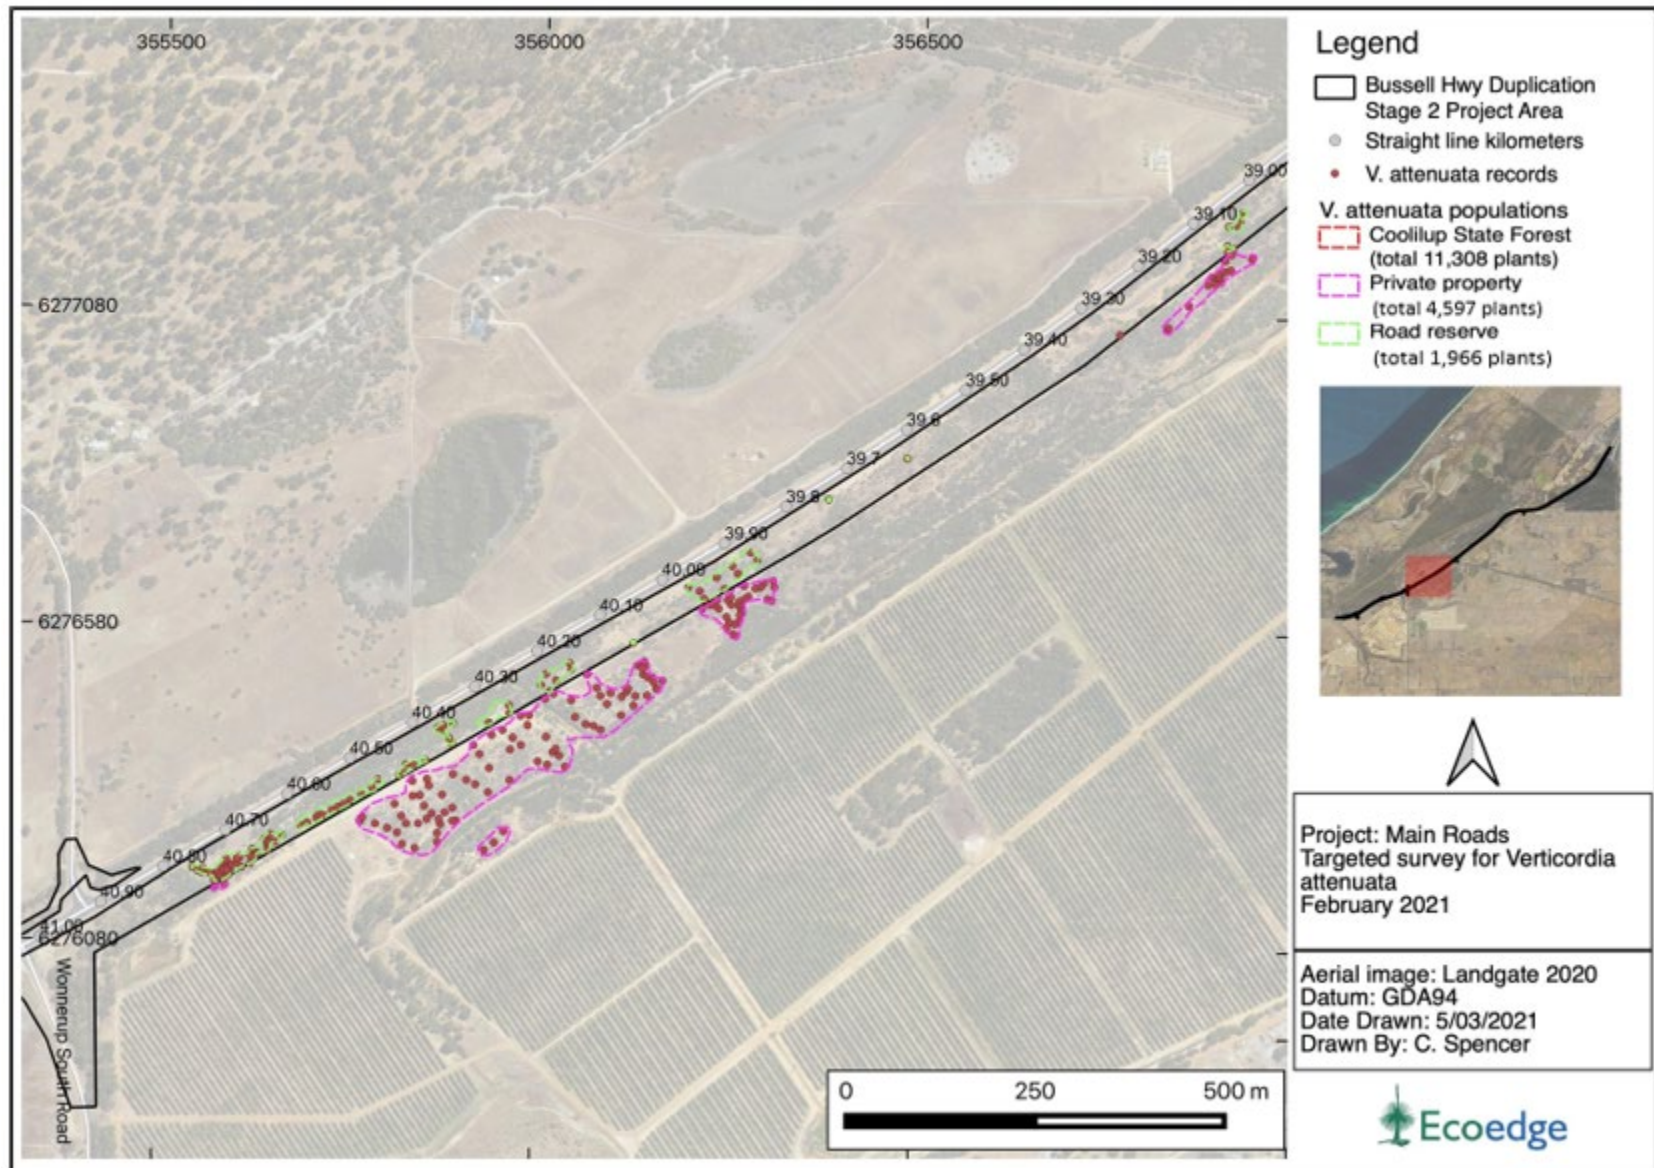 355500
356000
356500
6277080
6276580
6276080
39.00
39.10
39.20
39.30
39.40
39.50
39.6
39.7
39.8
39.90
40.00
40.10
40.20
40.30
40.40
40.50
40.60
40.70
40.80
40.90
41.00
Wonnerup South Road
0 250 500 m
Legend
Bussell Hwy Duplication
Stage 2 Project Area
Straight line kilometers
V. attenuata records
V. attenuata populations
Coolilup State Forest
(total 11,308 plants)
Private property
(total 4,597 plants)
Road reserve
(total 1,966 plants)
Project: Main Roads
Targeted survey for Verticordia
attenuata
February 2021
Aerial image: Landgate 2020
Datum: GDA94
Date Drawn: 5/03/2021
Drawn By: C. Spencer
Ecoedge